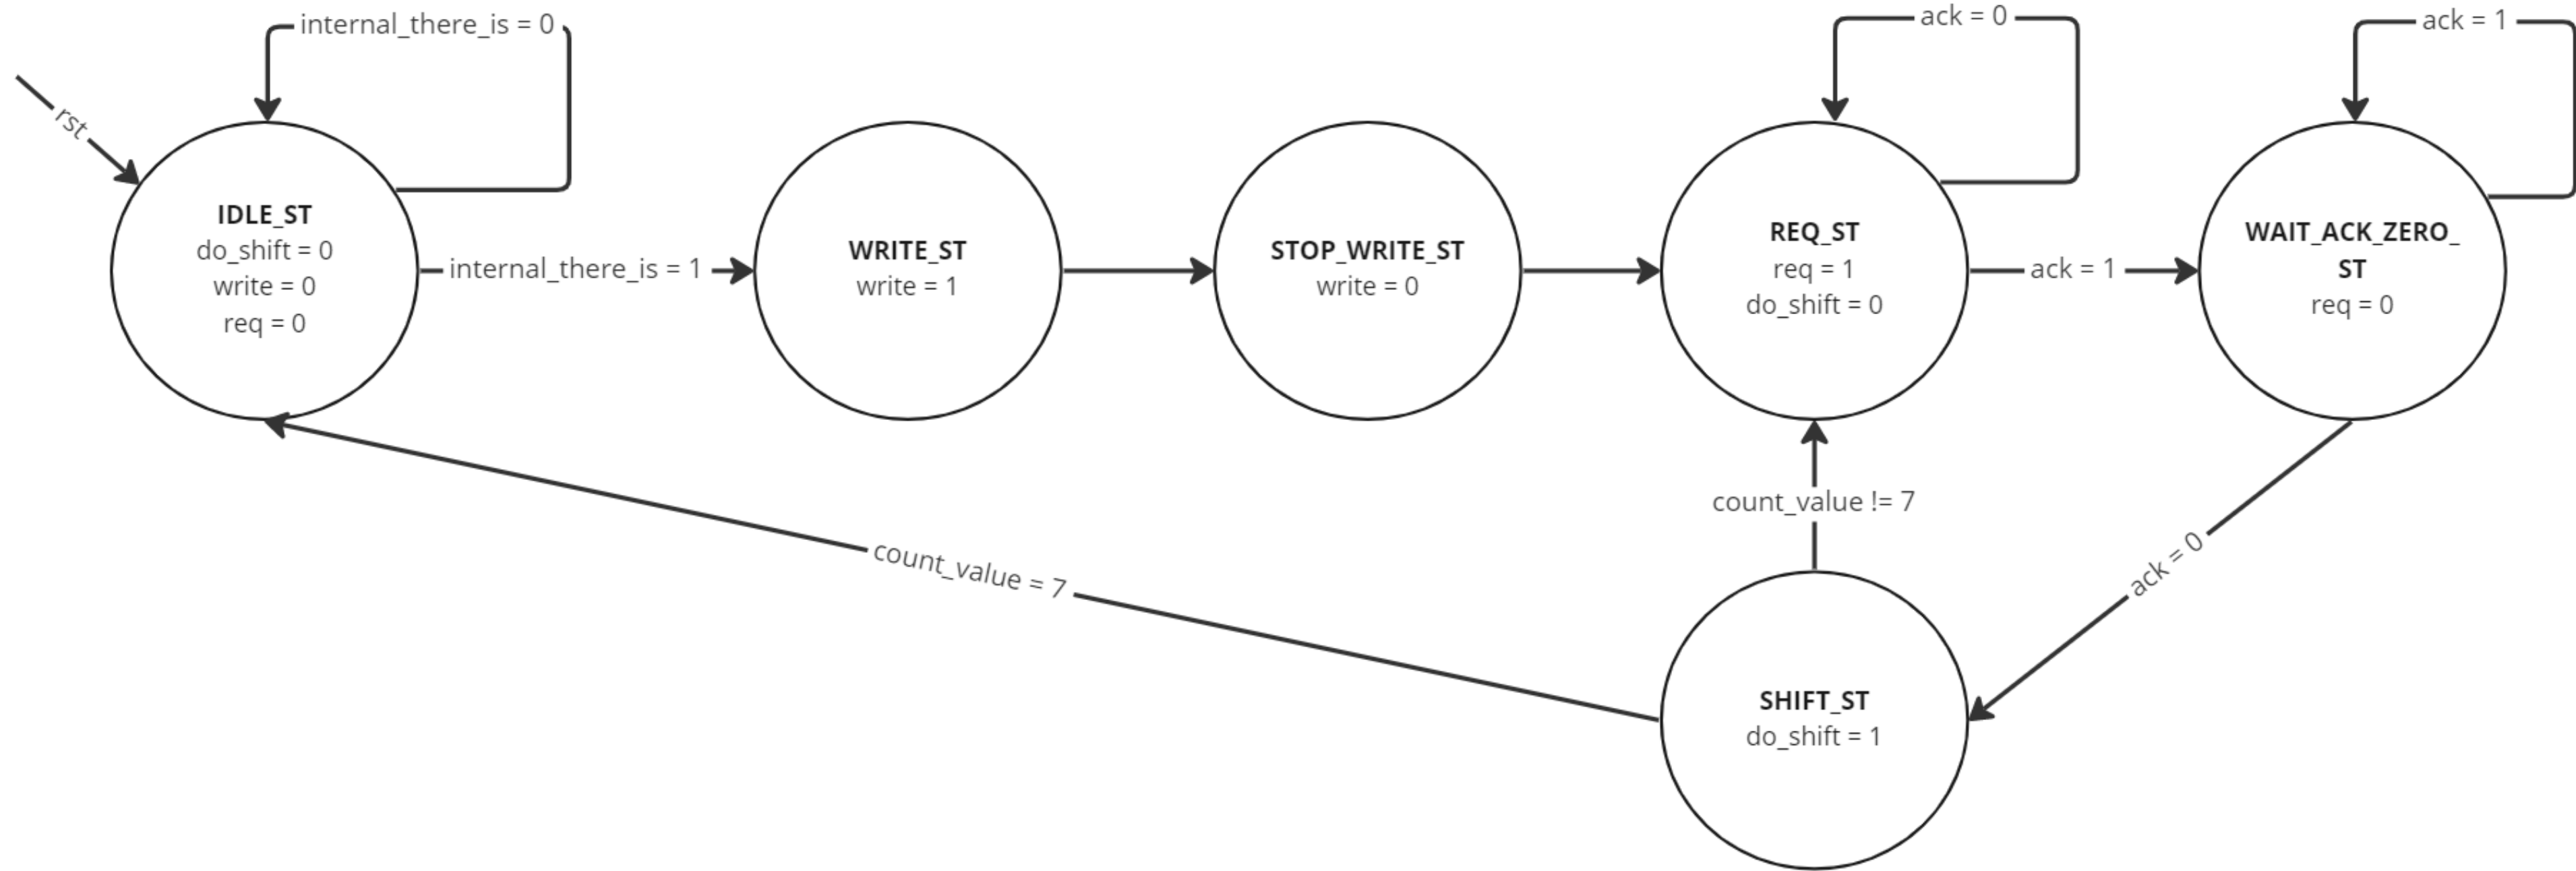 internal_there_is = 0
ack = 0
ack = 1
rst
IDLE_ST
do_shift = 0
write = 0
req = 0
internal_there_is = 1
WRITE_ST
write = 1
STOP_WRITE_ST
write = 0
REQ_ST
req = 1
do_shift = 0
ack = 1
WAIT_ACK_ZERO_
ST
req = 0
count_value != 7
count_value = 7
ack = 0
SHIFT_ST
do_shift = 1